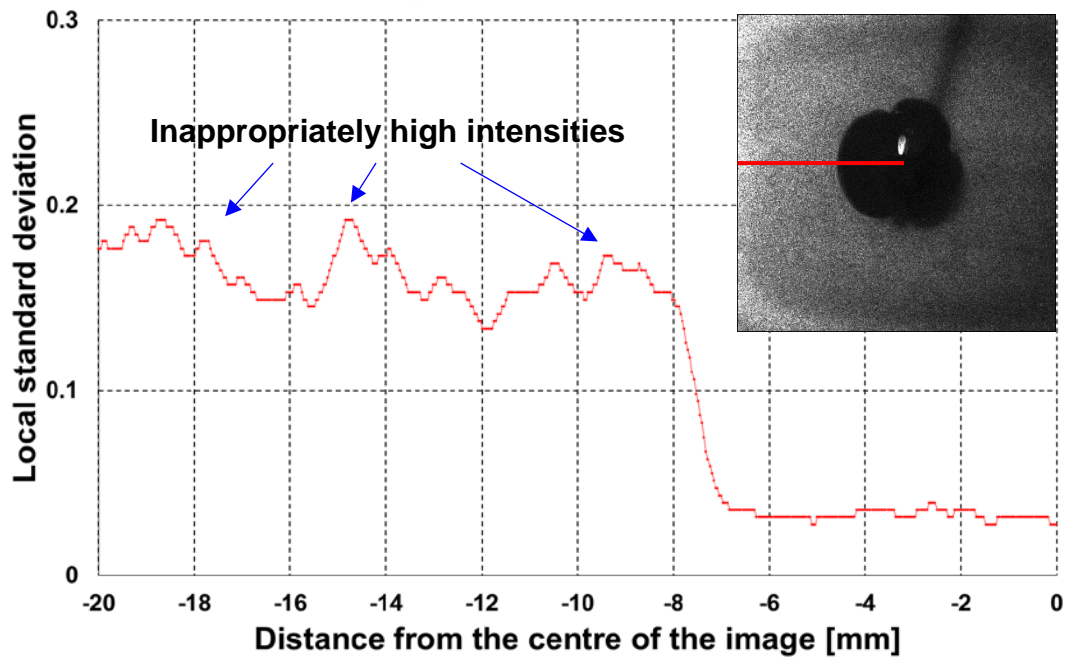 0.3
Inappropriately high intensities
0.2
Local standard deviation
0.1
0
-20 -18 -16 -14 -12 -10 -8 -6 -4 -2 0
Distance from the centre of the image [mm]